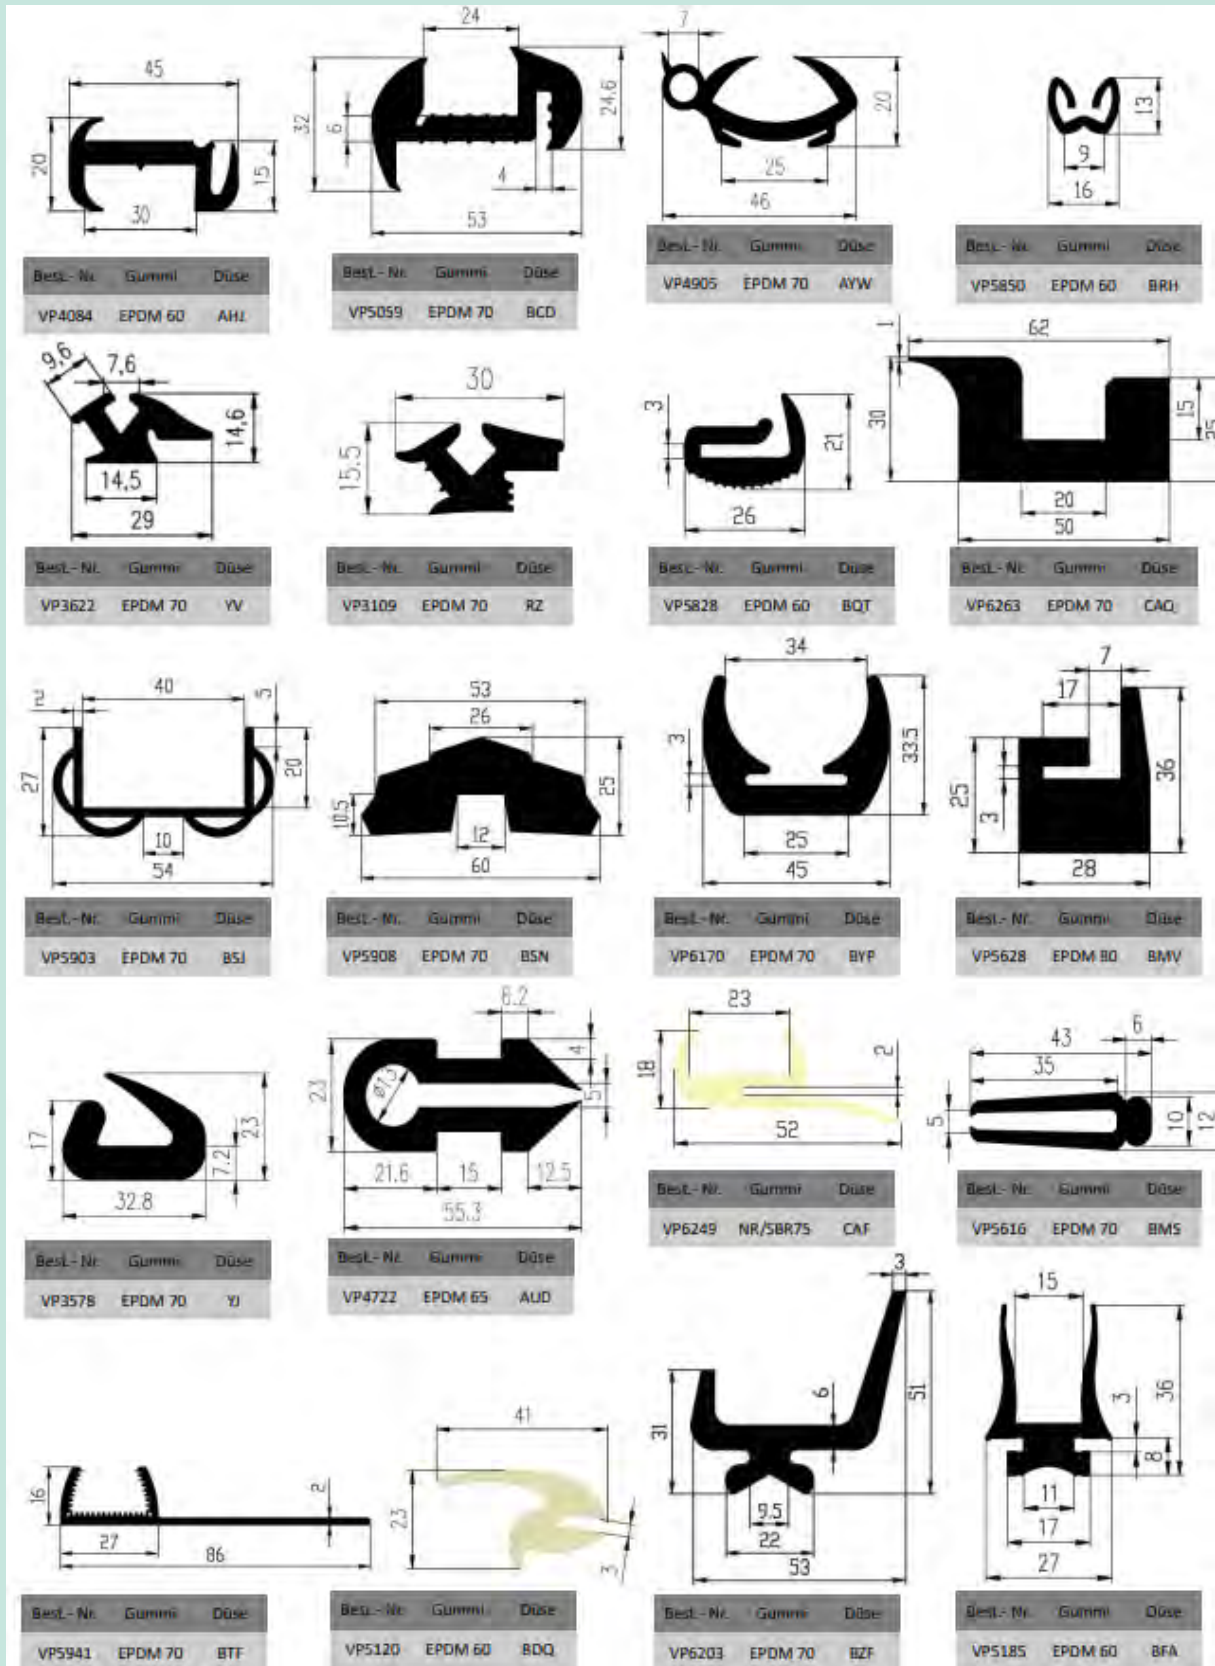 45
20
15
30
Best.- Nr. Gummi Düse
VP4084 EPDM 60 AHJ
24
32
6
24,6
4
53
Best.- Nr. Gummi Düse
VP5059 EPDM 70 BCD
7
20
25
46
Best.- Nr. Gummi Düse
VP4905 EPDM 70 AYW
13
9
16
Best.- Nr. Gummi Düse
VP5850 EPDM 60 BRH
9,6
7,6
14,6
14,5
29
Best.- Nr. Gummi Düse
VP3622 EPDM 70 YV
30
15.5
Best.- Nr. Gummi Düse
VP3109 EPDM 70 RZ
3
21
26
Best.- Nr. Gummi Düse
VP5828 EPDM 60 BQT
1
62
30
15
20
50
Best.- Nr. Gummi Düse
VP6263 EPDM 70 CAQ
2
40
5
27
20
10
54
Best.- Nr. Gummi Düse
VP5903 EPDM 70 BSJ
53
26
25
10.5
12
60
Best.- Nr. Gummi Düse
VP5908 EPDM 70 BSN
34
3
33.5
25
45
Best.- Nr. Gummi Düse
VP6170 EPDM 70 BYP
7
17
25
3
36
28
Best.- Nr. Gummi Düse
VP5628 EPDM 80 BMV
17
23
7.2
32.8
Best.- Nr. Gummi Düse
VP3578 EPDM 70 YJ
6.2
23
4
5
21.6
15
12.5
55.3
Best.- Nr. Gummi Düse
VP4722 EPDM 65 AUD
23
18
2
52
Best.- Nr. Gummi Düse
VP6249 NR/SBR75 CAF
43
6
35
5
10
12
Best.- Nr. Gummi Düse
VP5616 EPDM 70 BMS
16
2
27
86
Best.- Nr. Gummi Düse
VP5941 EPDM 70 BTF
41
23
3
Best.- Nr. Gummi Düse
VP5120 EPDM 60 BDQ
3
31
6
51
9.5
22
53
Best.- Nr. Gummi Düse
VP6203 EPDM 70 BZF
15
3
36
8
11
17
27
Best.- Nr. Gummi Düse
VP5185 EPDM 60 BFA